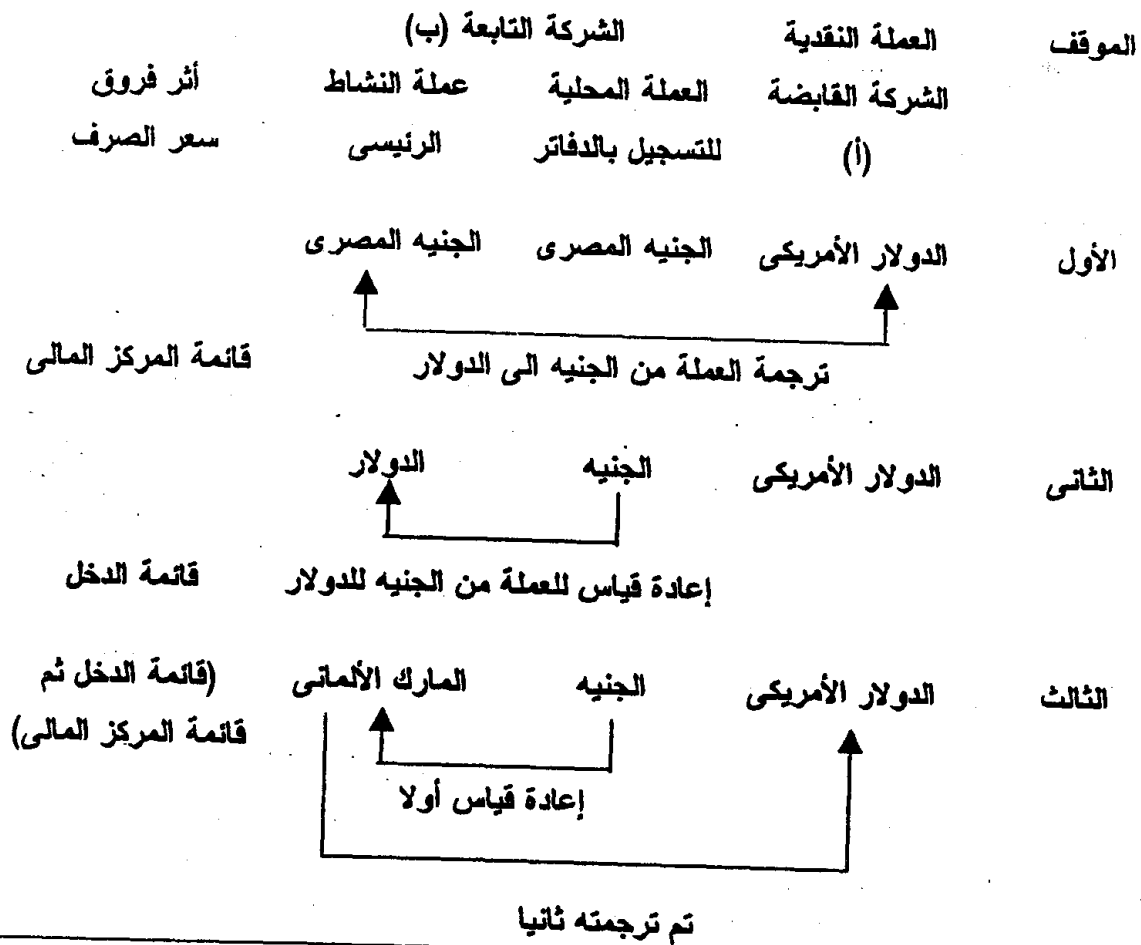 الموقف العملة النقدية الشركة التابعة (ب)
الشركة القابضة العملة المحلية عملة النشاط أثر فروق
(أ) للتسجيل بالدفاتر الرئيسى سعر الصرف
الأول الدولار الأمريكى الجنيه المصرى الجنيه المصرى
ترجمة العملة من الجنيه الى الدولار قائمة المركز المالى
الثانى الدولار الأمريكى الجنيه الدولار
إعادة قياس للعملة من الجنيه للدولار قائمة الدخل
الثالث الدولار الأمريكى الجنيه المارك الألمانى (قائمة الدخل ثم
قائمة المركز المالى)
إعادة قياس أولا
تم ترجمته ثانيا